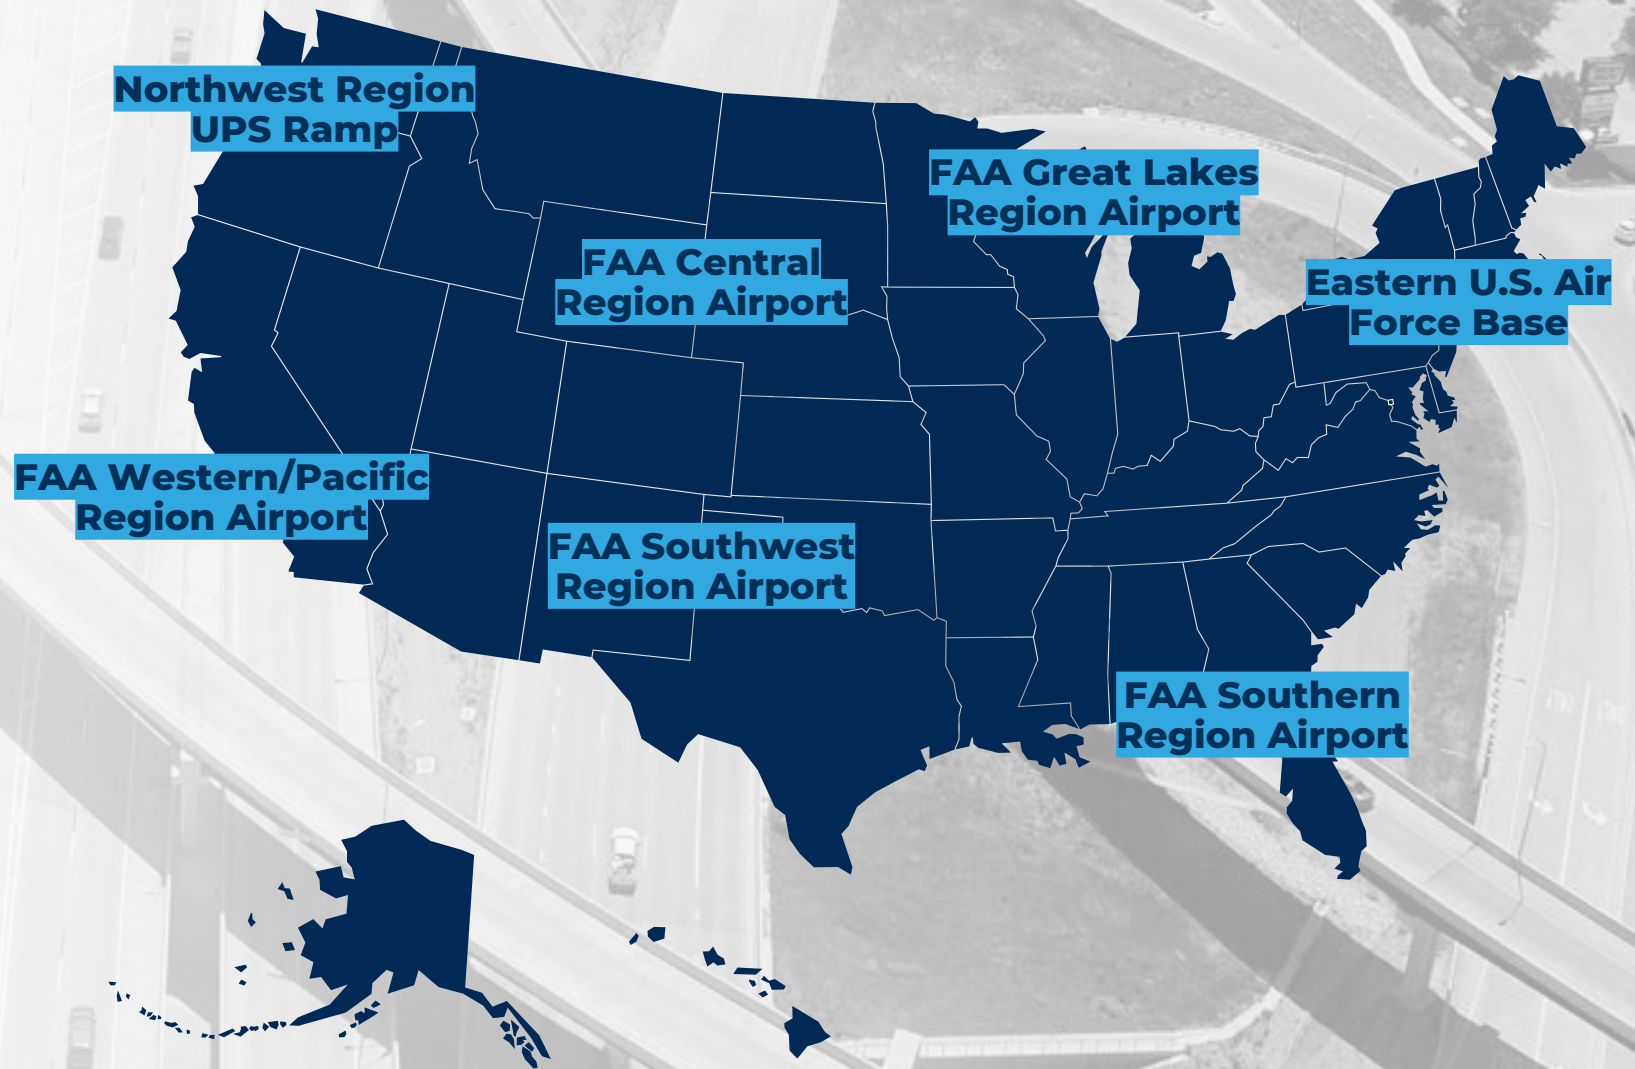 Northwest Region
UPS Ramp
FAA Great Lakes
Region Airport
FAA Central
Region Airport
Eastern U.S. Air
Force Base
FAA Western/Pacific
Region Airport
FAA Southwest
Region Airport
FAA Southern
Region Airport